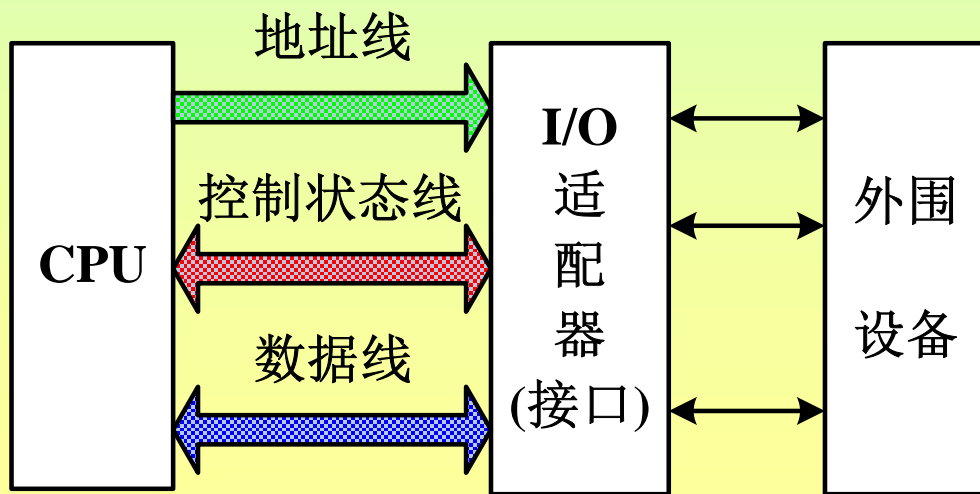 地址线
控制状态线
数据线
CPU
I/O
适
配
器
(接口)
外围
设备